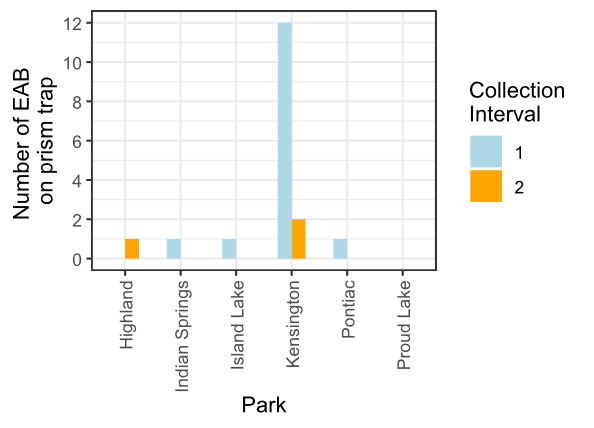 12
10
8
6
4
2
0
Number of EAB
on prism trap
Highland
Indian Springs
Island Lake
Kensington
Pontiac
Proud Lake
Park
Collection
Interval
1
2